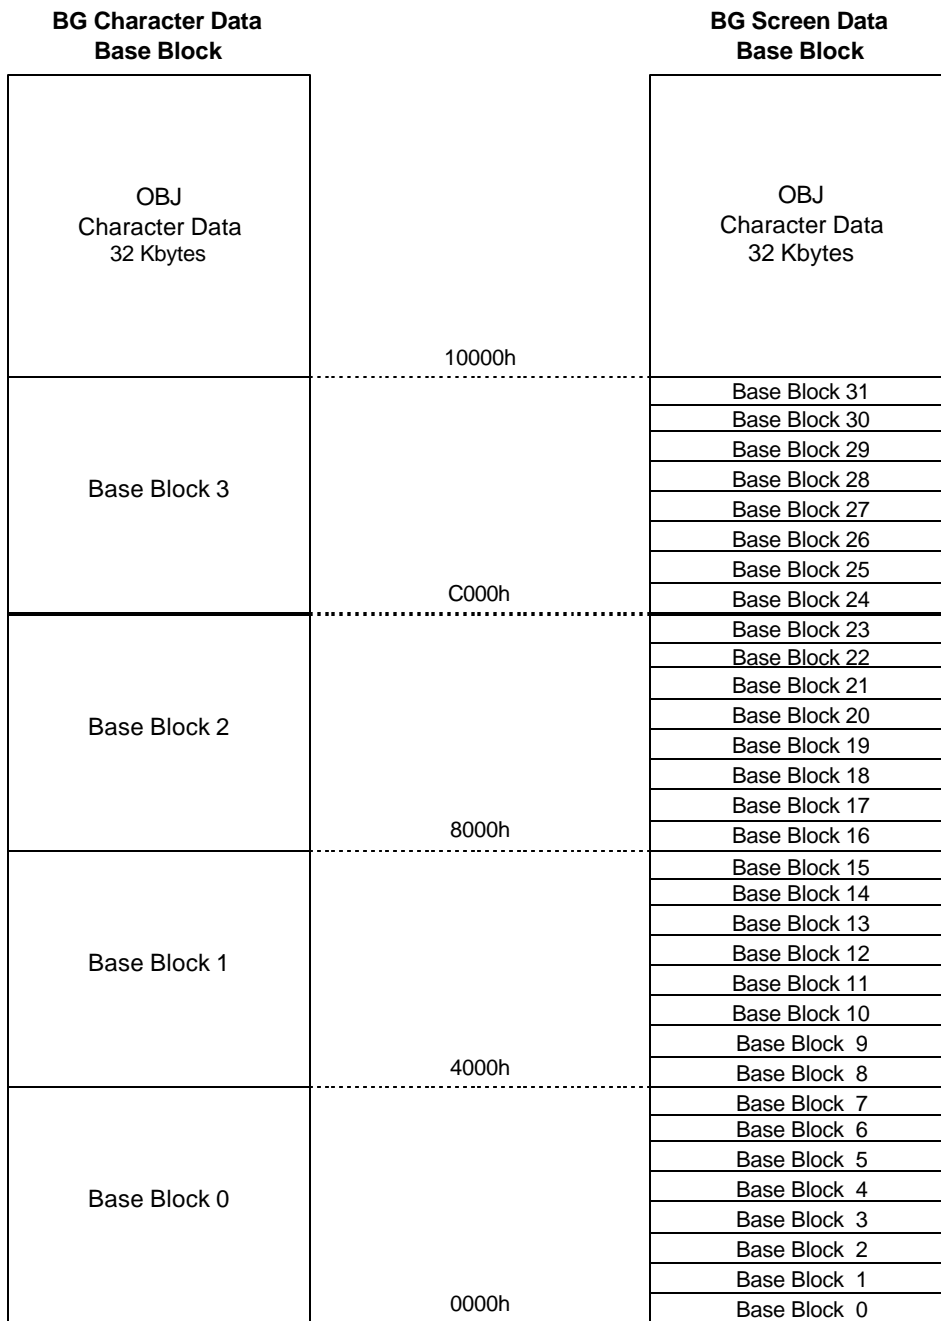 BG Character Data
Base Block
BG Screen Data
Base Block
OBJ
Character Data
32 Kbytes
OBJ
Character Data
32 Kbytes
10000h
Base Block 31
Base Block 30
Base Block 29
Base Block 28
Base Block 27
Base Block 26
Base Block 25
Base Block 24
Base Block 3
C000h
Base Block 23
Base Block 22
Base Block 21
Base Block 20
Base Block 19
Base Block 18
Base Block 17
Base Block 16
Base Block 2
8000h
Base Block 15
Base Block 14
Base Block 13
Base Block 12
Base Block 11
Base Block 10
Base Block 9
Base Block 8
Base Block 1
4000h
Base Block 7
Base Block 6
Base Block 5
Base Block 4
Base Block 3
Base Block 2
Base Block 1
Base Block 0
Base Block 0
0000h